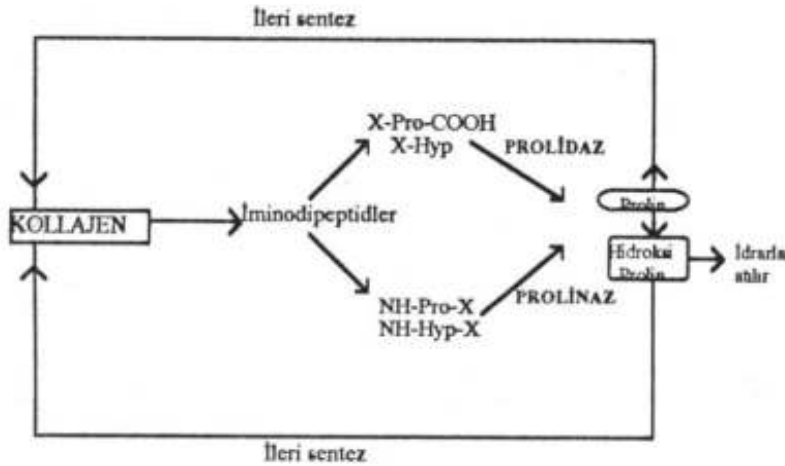 İleri sentez
X-Pro-COOH
X-Hyp
PROLİDAZ
Prolin
KOLLAJEN
İminodipeptidler
Hidroksi
Prolin
İdrarla
atılır
NH-Pro-X
NH-Hyp-X
PROLİNAZ
İleri sentez